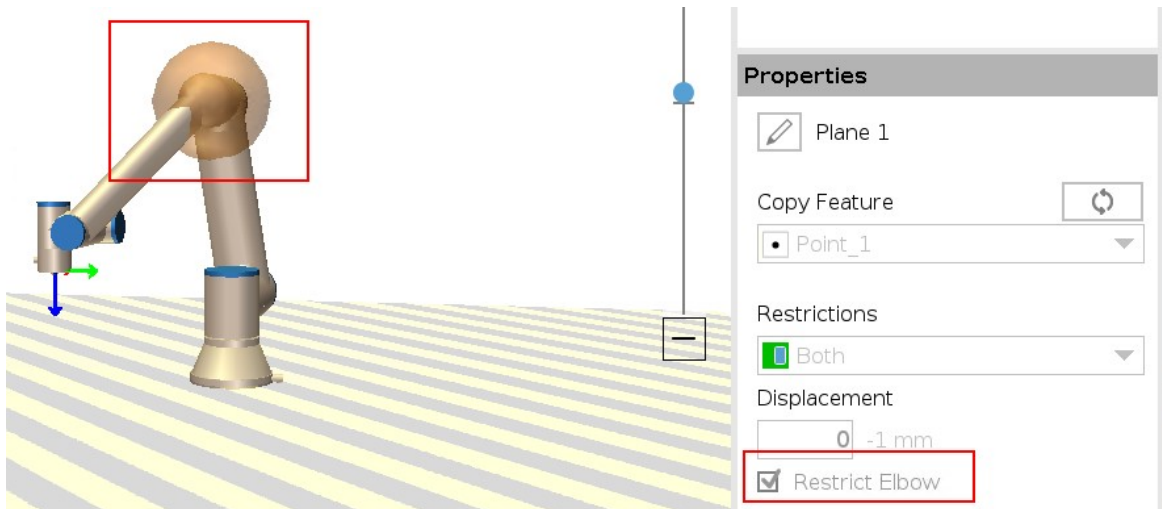 Properties
Plane 1
Copy Feature
Point_1
Restrictions
Both
Displacement
0 -1 mm
Restrict Elbow